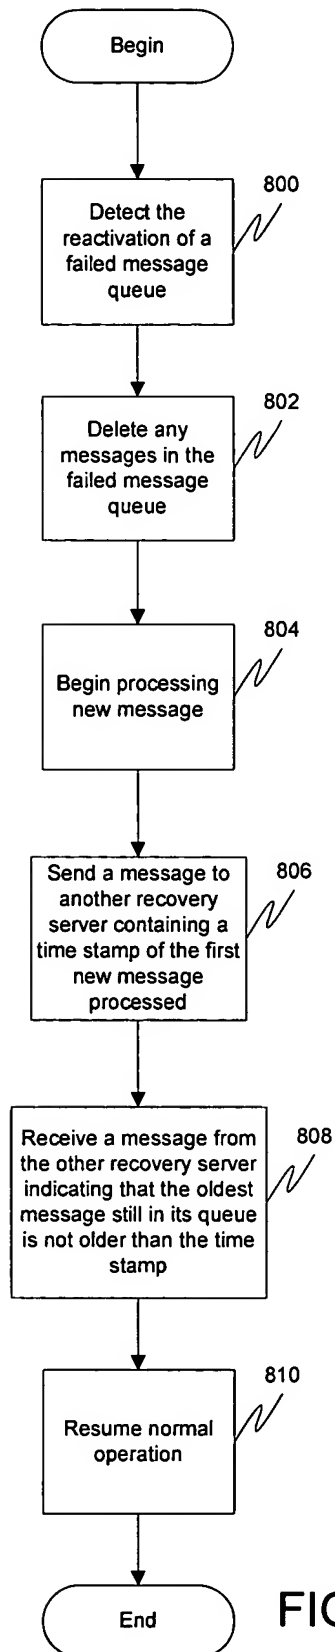 Begin
800
Detect the
reactivation of a
failed message
queue
802
Delete any
messages in the
failed message
queue
804
Begin processing
new message
806
Send a message to
another recovery
server containing a
time stamp of the first
new message
processed
808
Receive a message from
the other recovery server
indicating that the oldest
message still in its queue
is not older than the time
stamp
810
Resume normal
operation
End